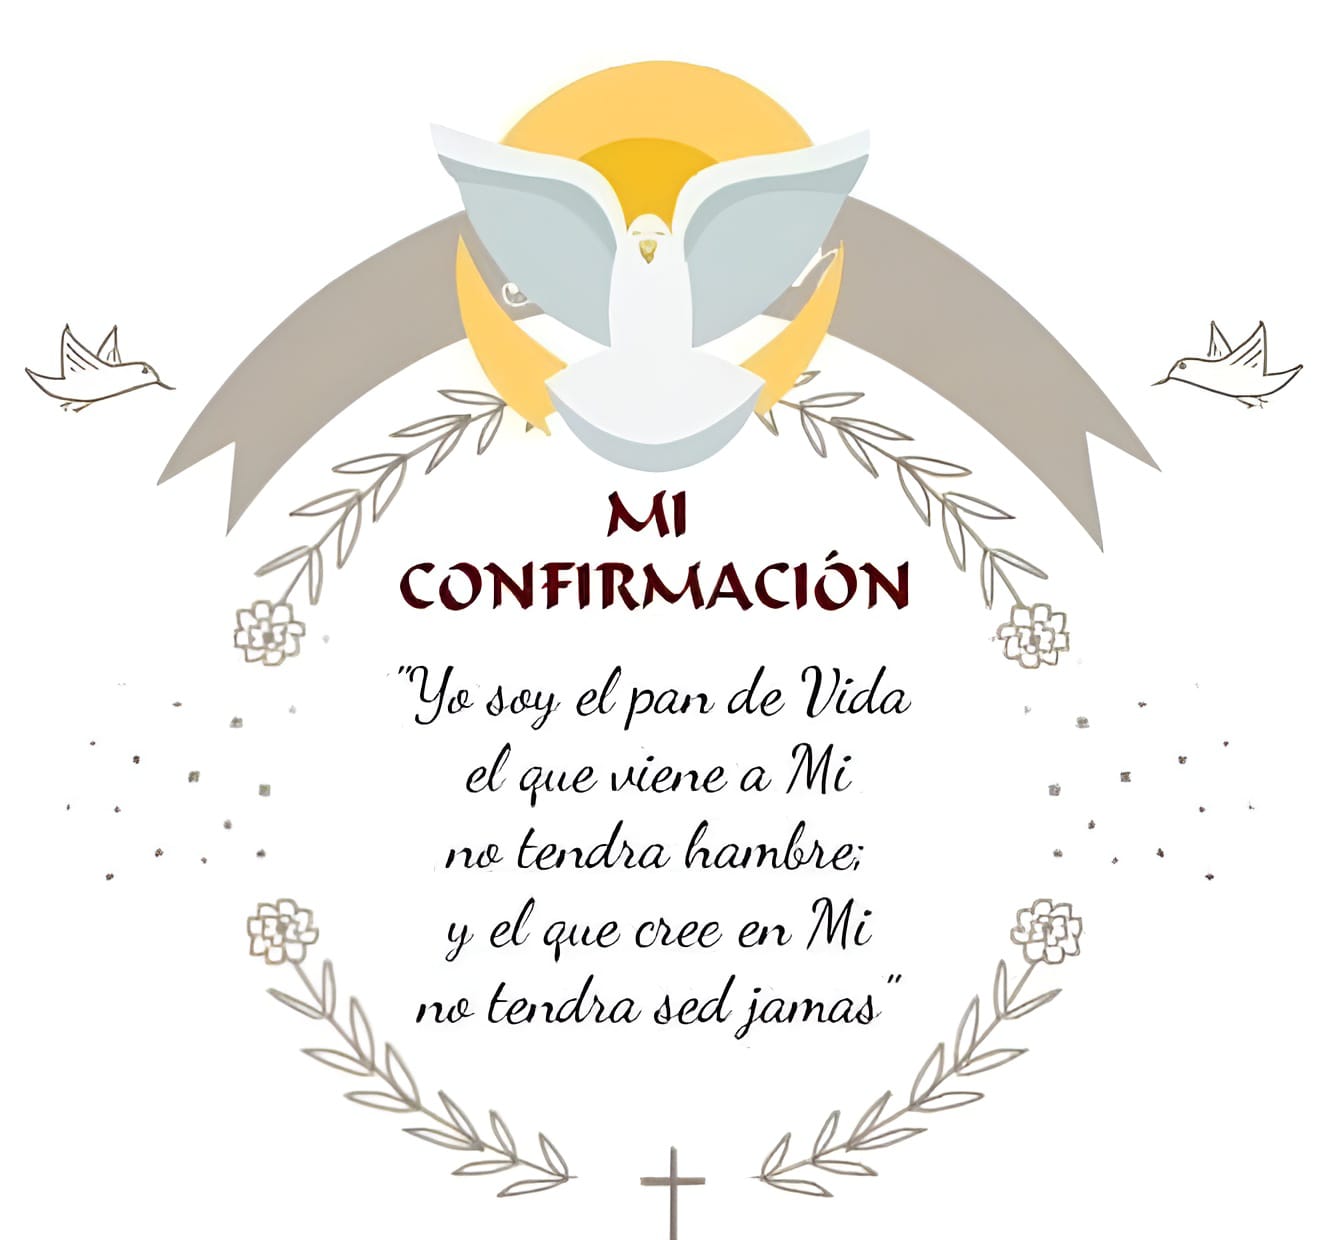 MI
CONFIRMACIÓN
"Yo soy el pan de Vida
el que viene a Mi
no tendra hambre;
y el que cree en Mi
no tendra sed jamas"